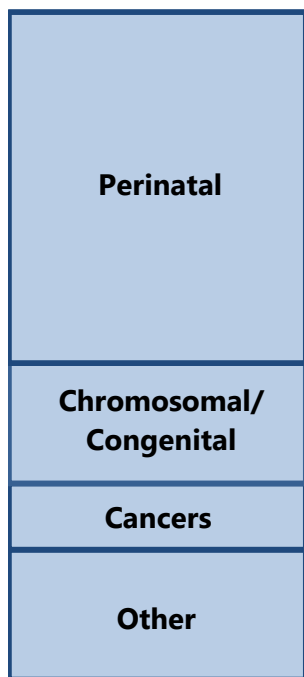 Perinatal
Chromosomal/
Congenital
Cancers
Other